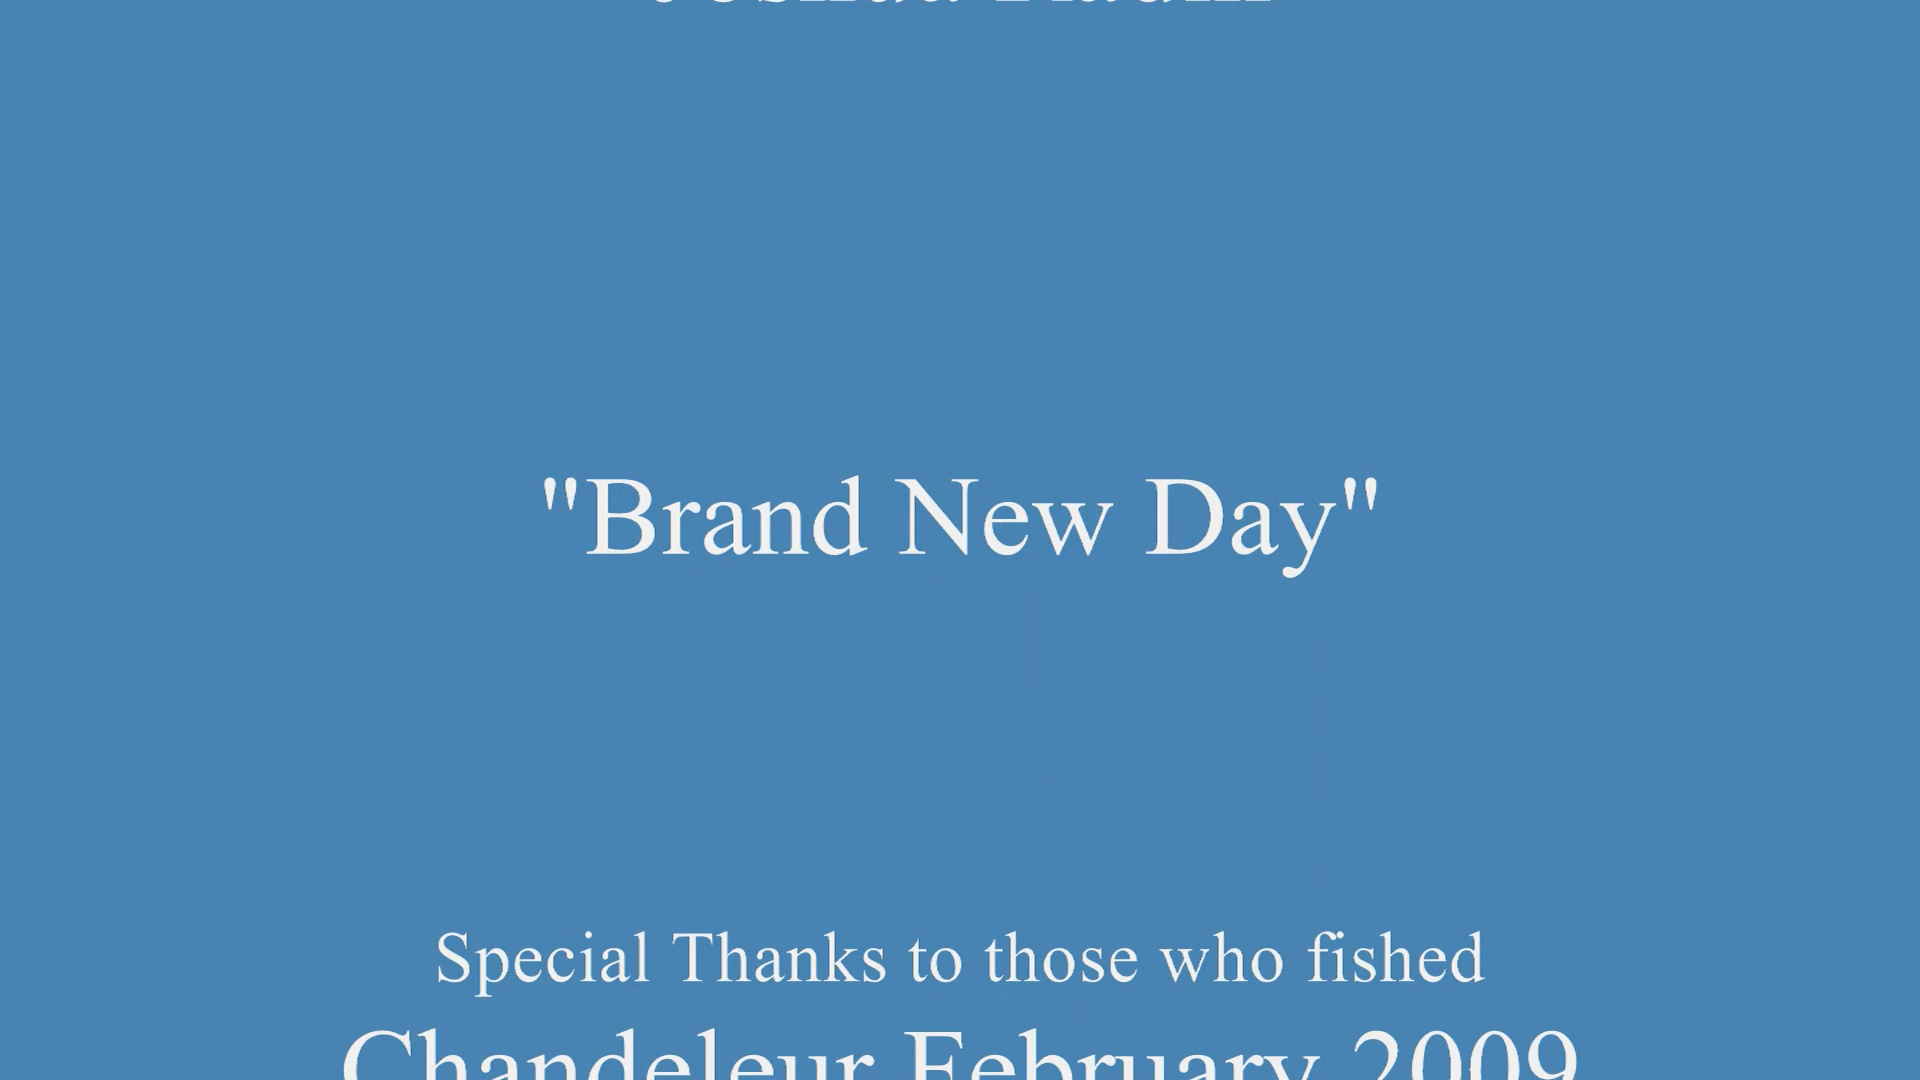 "Brand New Day"
Special Thanks to those who fished
Chandeleur February 2009